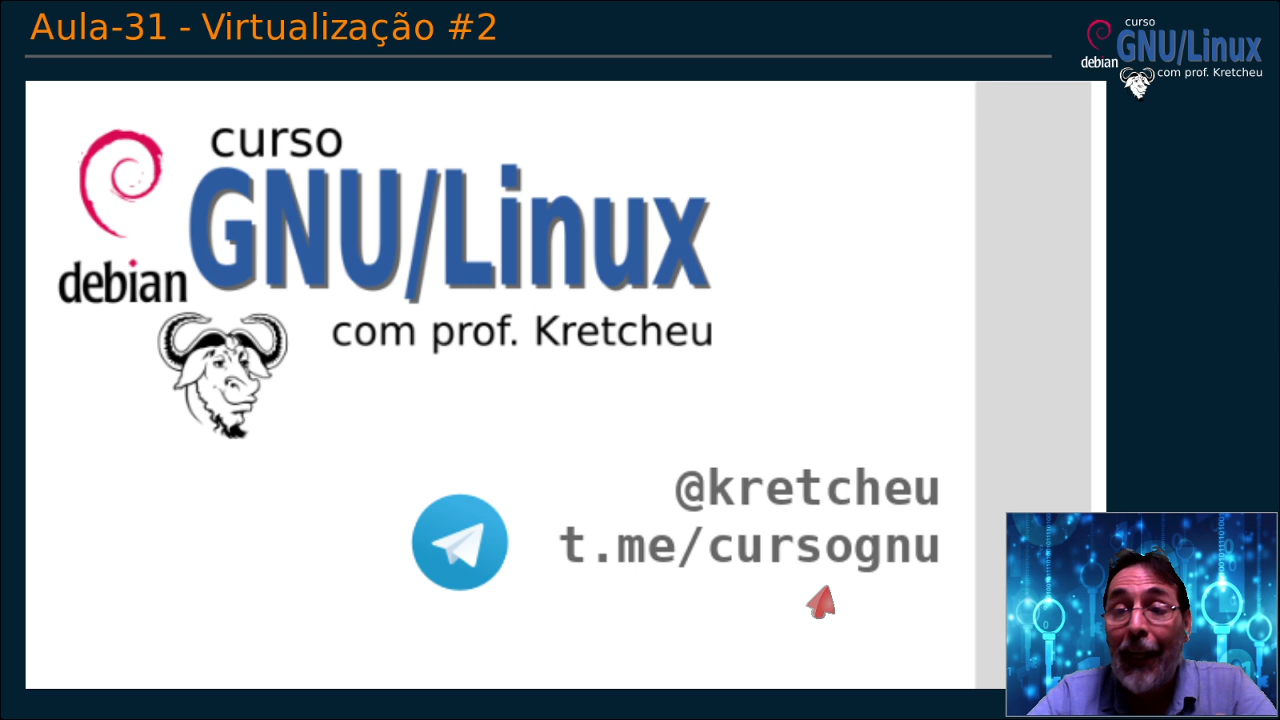 Aula-31 - Virtualização #2
curso
GNU/Linux
debian
com prof. Kretcheu
curso
GNU/Linux
debian
com prof. Kretcheu
@kretcheu
t.me/cursognu